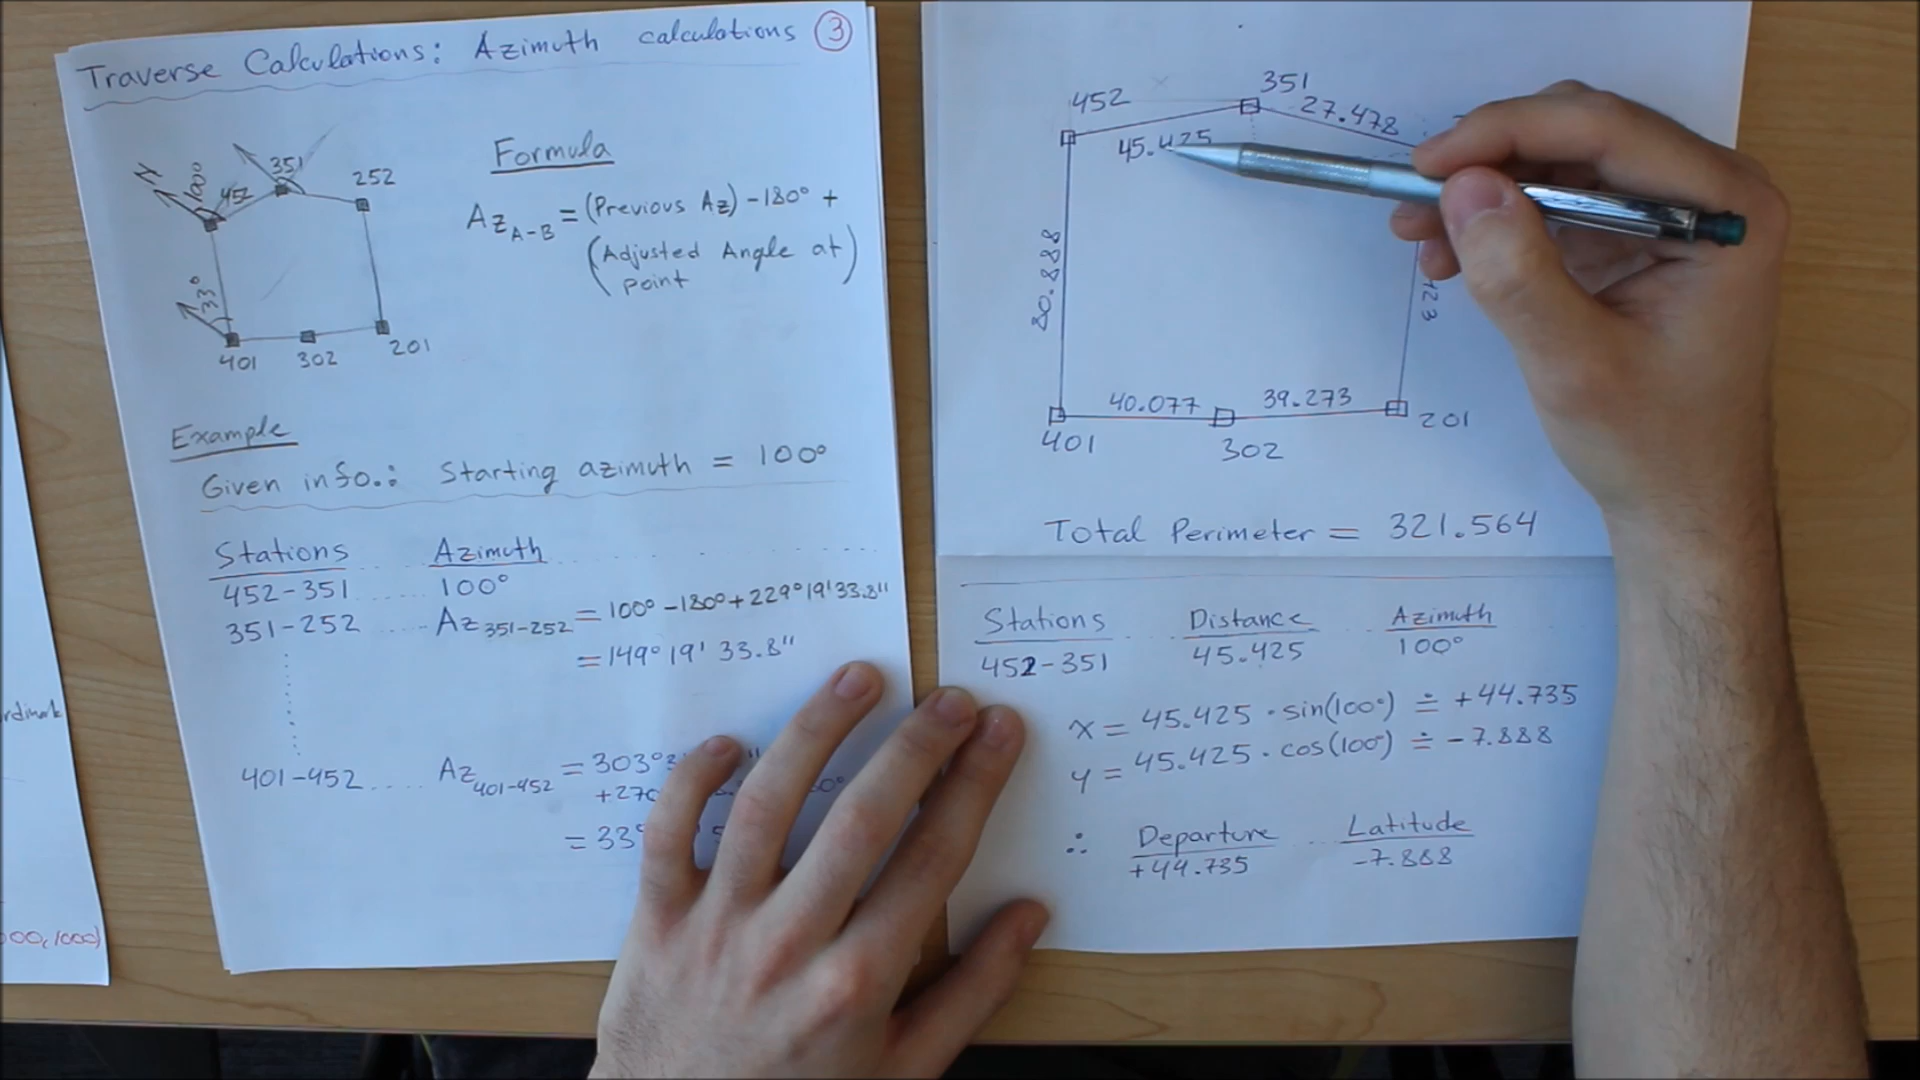 Traverse Calculations: Azimuth calculations 3
N
100°
452
351
252
33°
401
302
201
Formula
Az A-B = (Previous Az) - 180° +
(Adjusted Angle at
point)
Example
Given info.: Starting azimuth = 100°
Stations Azimuth
452-351 ..... 100°
351-252 .... Az 351-252 = 100° - 180° + 229°19'33.8"
= 149° 19' 33.8"
401-452 .... Az 401-452 = 303°
+270
= 33°
00,1000)
452
351
27.478
45.425
80.888
123
40.077
39.273
401
302
201
Total Perimeter = 321.564
Stations .. Distance .. Azimuth
452-351 45.425 100°
x = 45.425 · sin(100°) ≐ +44.735
y = 45.425 · cos(100°) ≐ -7.888
∴ Departure ... Latitude
+44.735 -7.888